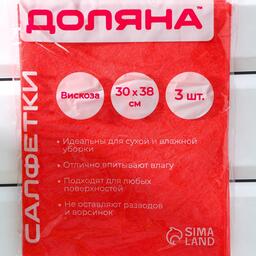 ДОЛЯНА™
САЛФЕТКИ
Вискоза
30 x 38
см
3 шт.
• Идеальны для сухой и влажной
уборки
• Отлично впитывают влагу
• Подходят для любых
поверхностей
• Не оставляют разводов
и ворсинок
SIMA
LAND